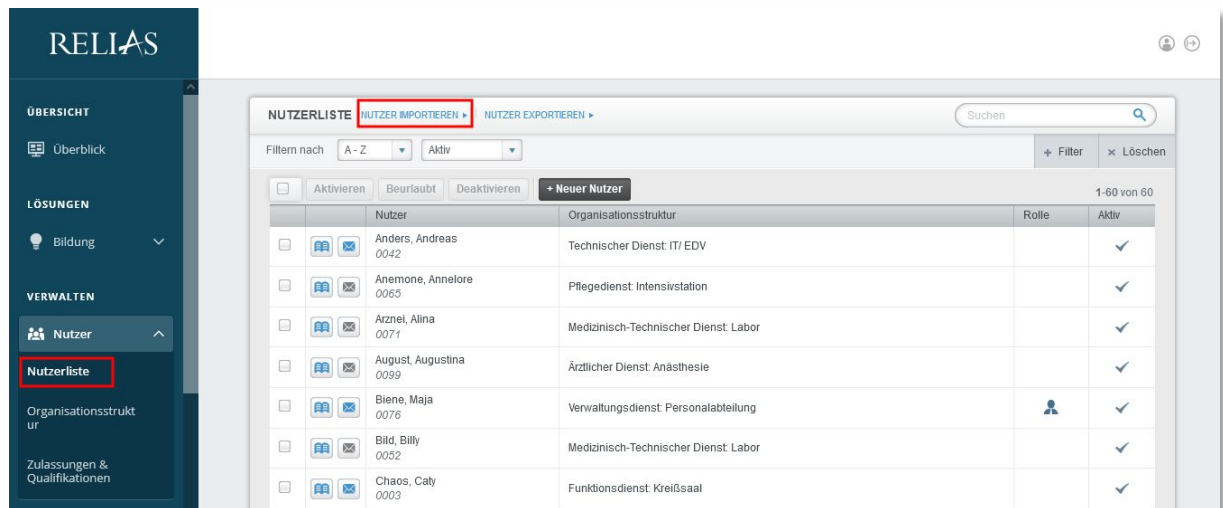 RELIAS
ÜBERSICHT
Überblick
LÖSUNGEN
Bildung
VERWALTEN
Nutzer
Nutzerliste
Organisationsstrukt
ur
Zulassungen &
Qualifikationen
NUTZERLISTE NUTZER IMPORTIEREN NUTZER EXPORTIEREN Suchen
Filtern nach A - Z Aktiv + Filter × Löschen
Aktivieren Beurlaubt Deaktivieren + Neuer Nutzer 1-60 von 60
Nutzer Organisationsstruktur Rolle Aktiv
Anders, Andreas
0042
Technischer Dienst: IT/ EDV
Anemone, Annelore
0065
Pflegedienst: Intensivstation
Arznei, Alina
0071
Medizinisch-Technischer Dienst: Labor
August, Augustina
0099
Ärztlicher Dienst: Anästhesie
Biene, Maja
0076
Verwaltungsdienst: Personalabteilung
Bild, Billy
0052
Medizinisch-Technischer Dienst: Labor
Chaos, Caty
0003
Funktionsdienst: Kreißsaal